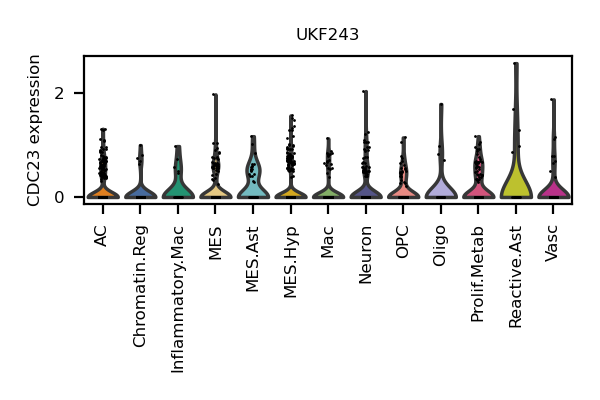 UKF243
CDC23 expression
2
0
AC
Chromatin.Reg
Inflammatory.Mac
MES
MES.Ast
MES.Hyp
Mac
Neuron
OPC
Oligo
Prolif.Metab
Reactive.Ast
Vasc